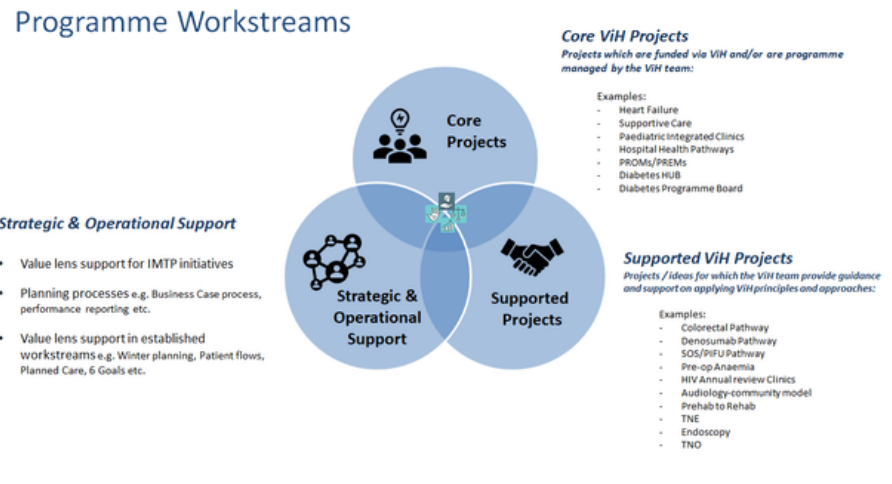 Programme Workstreams
Core ViH Projects
Projects which are funded via ViH and/or are programme
managed by the ViH team:
Examples:
- Heart Failure
- Supportive Care
- Paediatric Integrated Clinics
- Hospital Health Pathways
- PROMs/PREMs
- Diabetes HUB
- Diabetes Programme Board
Core
Projects
Strategic & Operational Support
• Value lens support for IMTP initiatives
• Planning processes e.g. Business Case process,
performance reporting etc.
• Value lens support in established
workstreams e.g. Winter planning, Patient flows,
Planned Care, 6 Goals etc.
Strategic &
Operational
Support
Supported
Projects
Supported ViH Projects
Projects / ideas for which the ViH team provide guidance
and support on applying ViH principles and approaches:
Examples:
- Colorectal Pathway
- Denosumab Pathway
- SOS/PIFU Pathway
- Pre-op Anaemia
- HIV Annual review Clinics
- Audiology-community model
- Prehab to Rehab
- TNE
- Endoscopy
- TNO